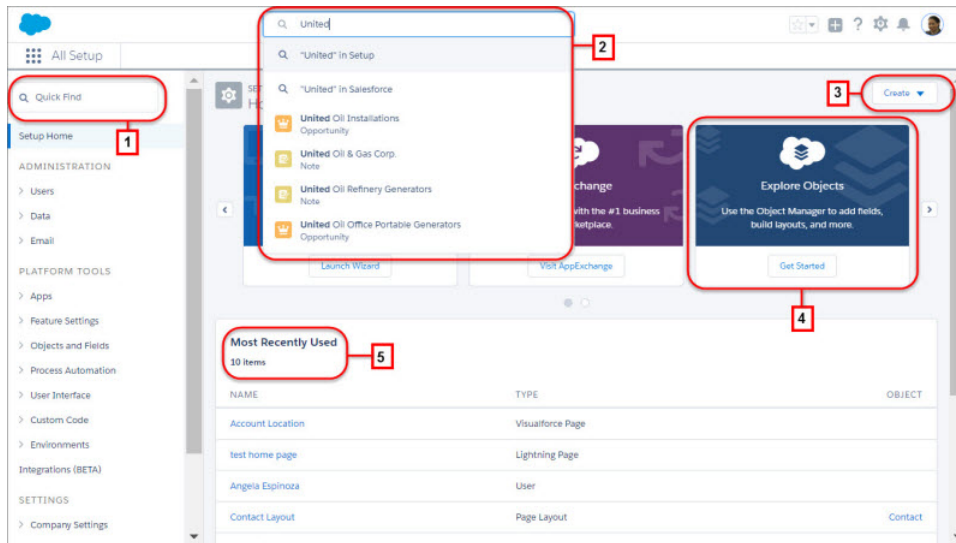 United
All Setup
2
"United" in Setup
Quick Find
SET
Ho
"United" in Salesforce
3
Create
1
United Oil Installations
Opportunity
Setup Home
United Oil & Gas Corp.
Note
ADMINISTRATION
change
Explore Objects
Users
United Oil Refinery Generators
Note
with the #1 business
ketplace.
Use the Object Manager to add fields,
build layouts, and more.
Data
United Oil Office Portable Generators
Opportunity
Email
Launch Wizard
Visit AppExchange
Get Started
PLATFORM TOOLS
Apps
4
Feature Settings
Objects and Fields
Most Recently Used
10 items
5
Process Automation
User Interface
NAME TYPE OBJECT
Custom Code
Account Location Visualforce Page
Environments
test home page Lightning Page
Integrations (BETA)
Angela Espinoza User
SETTINGS
Contact Layout Page Layout Contact
Company Settings